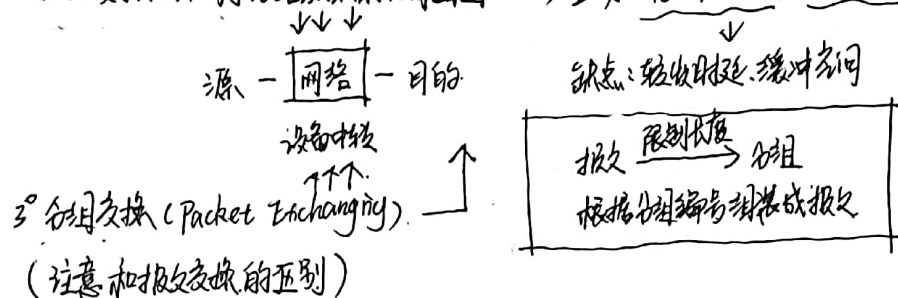 源 - 网络 - 目的
缺点:转发时延、缓冲空间
设备中转
报文 限制长度 分组
根据分组编号组装成报文
3° 分组交换 (Packet Exchanging)
(注意和报文交换的区别)